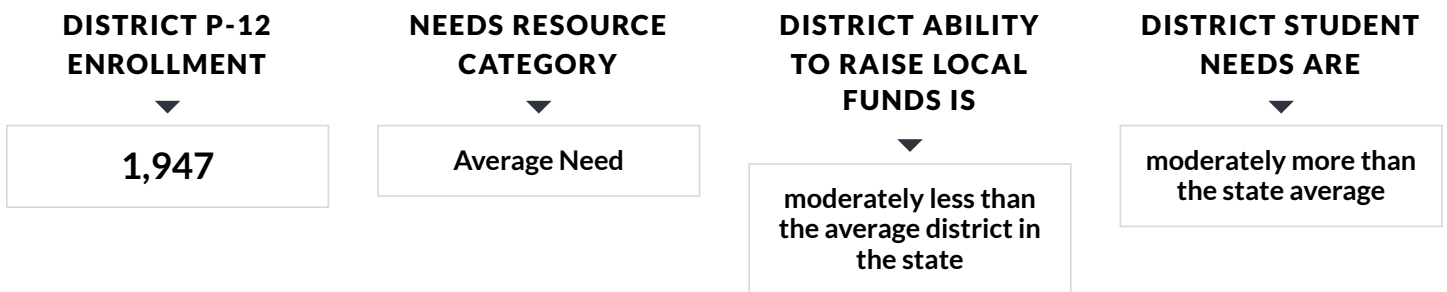 DISTRICT P-12
ENROLLMENT
1,947
NEEDS RESOURCE
CATEGORY
Average Need
DISTRICT ABILITY
TO RAISE LOCAL
FUNDS IS
moderately less than
the average district in
the state
DISTRICT STUDENT
NEEDS ARE
moderately more than
the state average